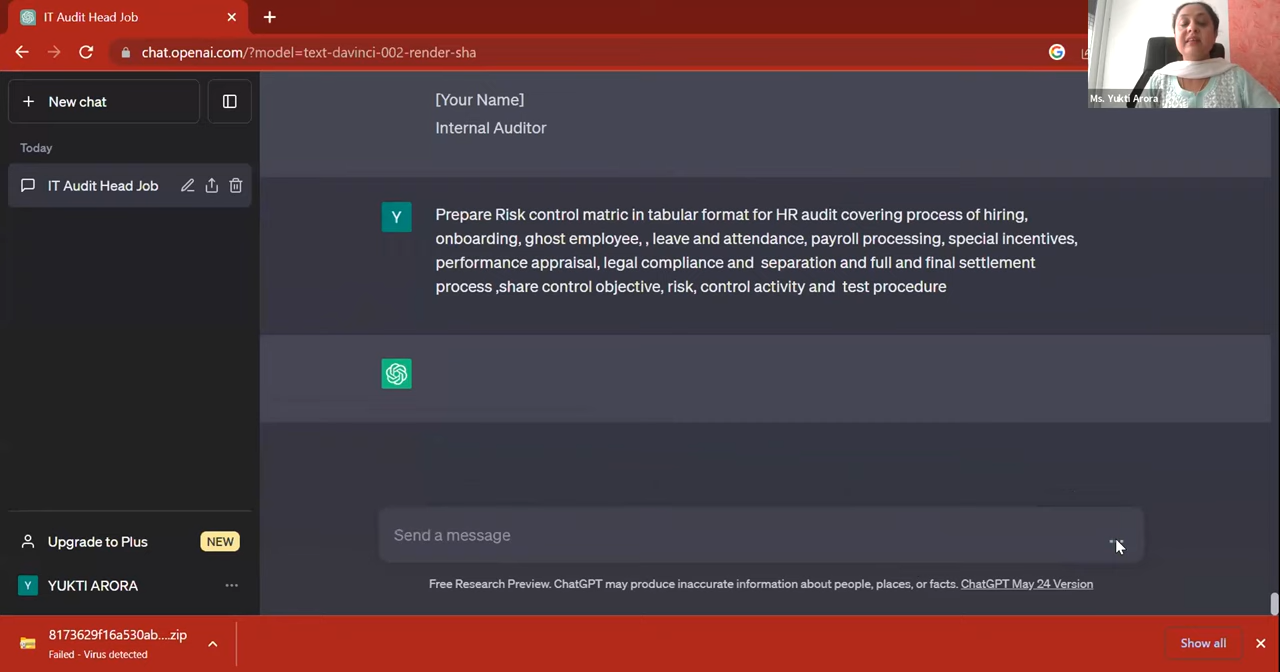 IT Audit Head Job
chat.openai.com/?model=text-davinci-002-render-sha
Ms. Yukti Arora
New chat
Today
IT Audit Head Job
[Your Name]
Internal Auditor
Y
Prepare Risk control matric in tabular format for HR audit covering process of hiring,
onboarding, ghost employee, , leave and attendance, payroll processing, special incentives,
performance appraisal, legal compliance and  separation and full and final settlement
process ,share control objective, risk, control activity and  test procedure
Send a message
Free Research Preview. ChatGPT may produce inaccurate information about people, places, or facts. ChatGPT May 24 Version
Upgrade to Plus NEW
Y YUKTI ARORA
8173629f16a530ab....zip
Failed - Virus detected
Show all